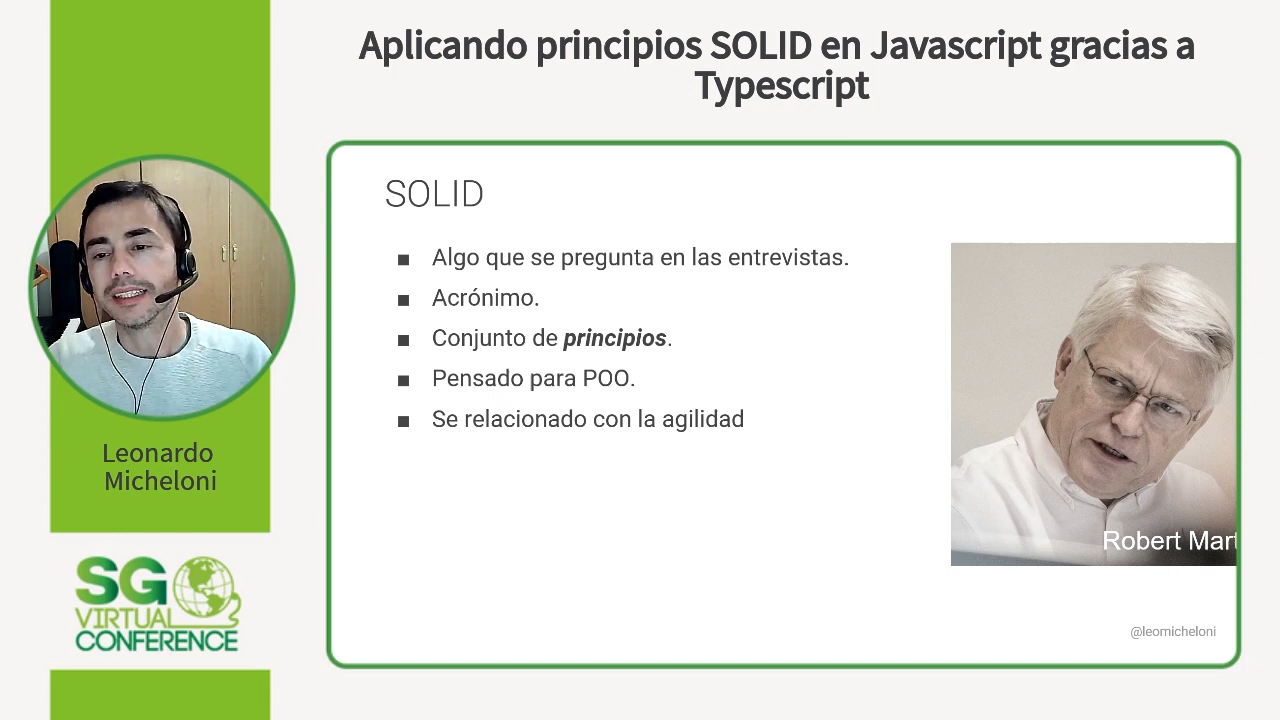 Aplicando principios SOLID en Javascript gracias a
Typescript
SOLID
Algo que se pregunta en las entrevistas.
Acrónimo.
Conjunto de principios.
Pensado para POO.
Se relacionado con la agilidad
Robert Mart
@leomicheloni
Leonardo
Micheloni
SG
VIRTUAL
CONFERENCE